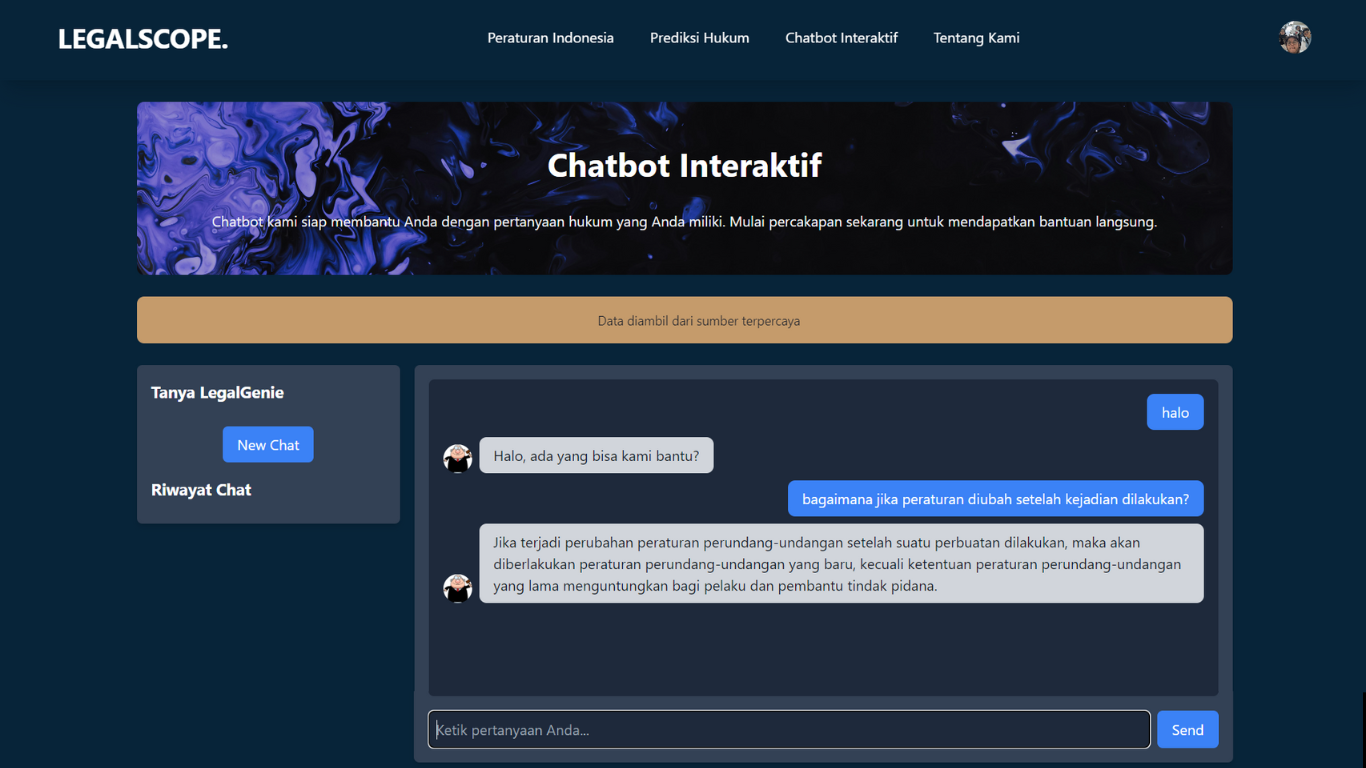 LEGALSCOPE.
Peraturan Indonesia
Prediksi Hukum
Chatbot Interaktif
Tentang Kami
Chatbot Interaktif
Chatbot kami siap membantu Anda dengan pertanyaan hukum yang Anda miliki. Mulai percakapan sekarang untuk mendapatkan bantuan langsung.
Data diambil dari sumber terpercaya
Tanya LegalGenie
New Chat
Riwayat Chat
halo
Halo, ada yang bisa kami bantu?
bagaimana jika peraturan diubah setelah kejadian dilakukan?
Jika terjadi perubahan peraturan perundang-undangan setelah suatu perbuatan dilakukan, maka akan
diberlakukan peraturan perundang-undangan yang baru, kecuali ketentuan peraturan perundang-undangan
yang lama menguntungkan bagi pelaku dan pembantu tindak pidana.
Ketik pertanyaan Anda...
Send